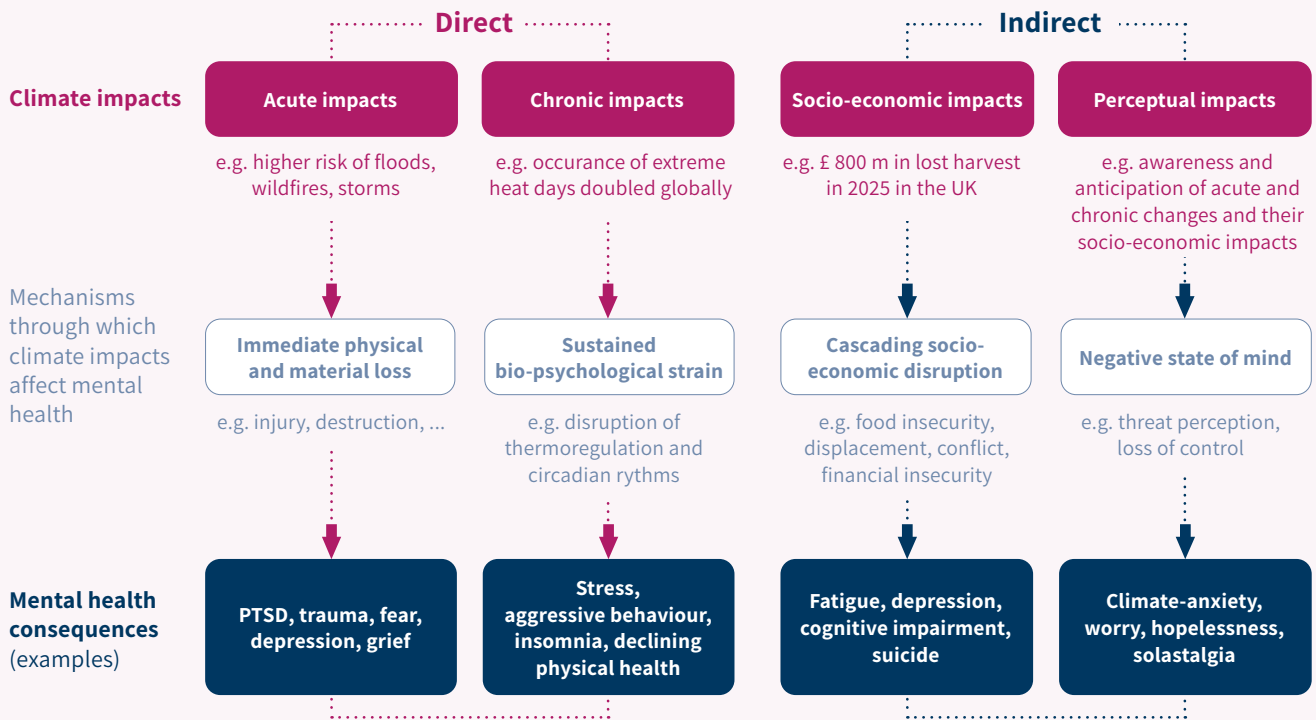 Direct
Indirect
Climate impacts
Acute impacts
Chronic impacts
Socio-economic impacts
Perceptual impacts
e.g. higher risk of floods,
wildfires, storms
e.g. occurance of extreme
heat days doubled globally
e.g. £ 800 m in lost harvest
in 2025 in the UK
e.g. awareness and
anticipation of acute and
chronic changes and their
socio-economic impacts
Mechanisms
through which
climate impacts
affect mental
health
Immediate physical
and material loss
Sustained
bio-psychological strain
Cascading socio-
economic disruption
Negative state of mind
e.g. injury, destruction, ...
e.g. disruption of
thermoregulation and
circadian rythms
e.g. food insecurity,
displacement, conflict,
financial insecurity
e.g. threat perception,
loss of control
Mental health
consequences
(examples)
PTSD, trauma, fear,
depression, grief
Stress,
aggressive behaviour,
insomnia, declining
physical health
Fatigue, depression,
cognitive impairment,
suicide
Climate-anxiety,
worry, hopelessness,
solastalgia